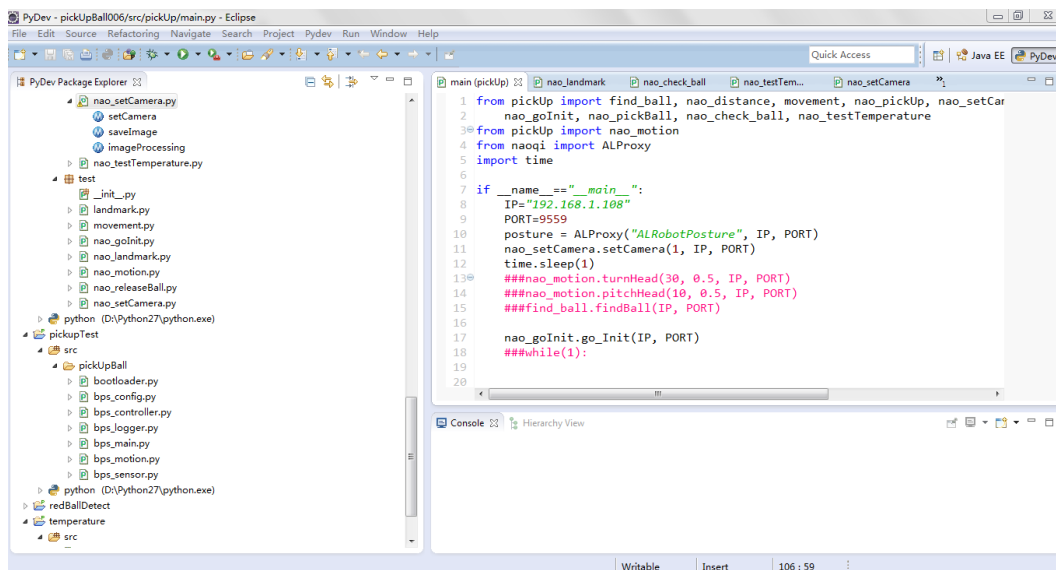 PyDev - pickUpBall006/src/pickUp/main.py - Eclipse
File Edit Source Refactoring Navigate Search Project Pydev Run Window Help
Quick Access
Java EE
PyDev
PyDev Package Explorer
nao_setCamera.py
setCamera
saveImage
imageProcessing
nao_testTemperature.py
test
__init__.py
landmark.py
movement.py
nao_goInit.py
nao_landmark.py
nao_motion.py
nao_releaseBall.py
nao_setCamera.py
python (D:\Python27\python.exe)
pickupTest
src
pickUpBall
bootloader.py
bps_config.py
bps_controller.py
bps_logger.py
bps_main.py
bps_motion.py
bps_sensor.py
python (D:\Python27\python.exe)
redBallDetect
temperature
src
main (pickUp) nao_landmark nao_check_ball nao_testTem... nao_setCamera »1
1 from pickUp import find_ball, nao_distance, movement, nao_pickUp, nao_setCar
2 nao_goInit, nao_pickBall, nao_check_ball, nao_testTemperature
3 from pickUp import nao_motion
4 from naoqi import ALProxy
5 import time
6
7 if __name__=="__main__":
8 IP="192.168.1.108"
9 PORT=9559
10 posture = ALProxy("ALRobotPosture", IP, PORT)
11 nao_setCamera.setCamera(1, IP, PORT)
12 time.sleep(1)
13 ###nao_motion.turnHead(30, 0.5, IP, PORT)
14 ###nao_motion.pitchHead(10, 0.5, IP, PORT)
15 ###find_ball.findBall(IP, PORT)
16
17 nao_goInit.go_Init(IP, PORT)
18 ###while(1):
19
20
Console Hierarchy View
Writable Insert 106 : 59